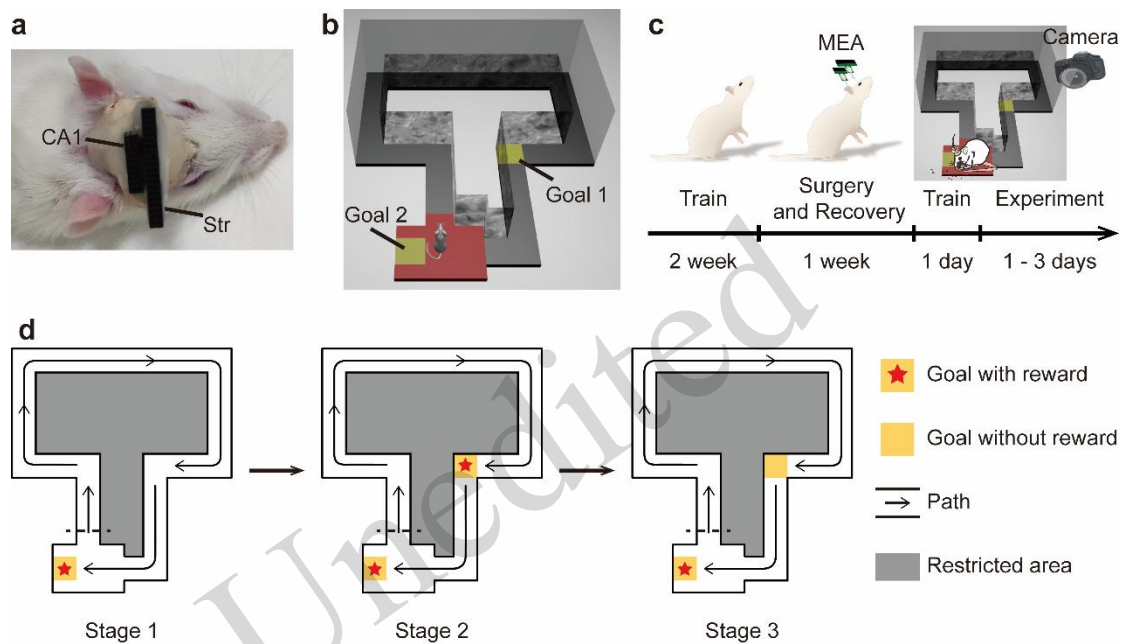 a
CA1
Str
b
Goal 1
Goal 2
c
MEA
Camera
Train
Surgery
and Recovery
Train
Experiment
2 week
1 week
1 day
1 - 3 days
d
Goal with reward
Goal without reward
Path
Restricted area
Stage 1
Stage 2
Stage 3
Unedited